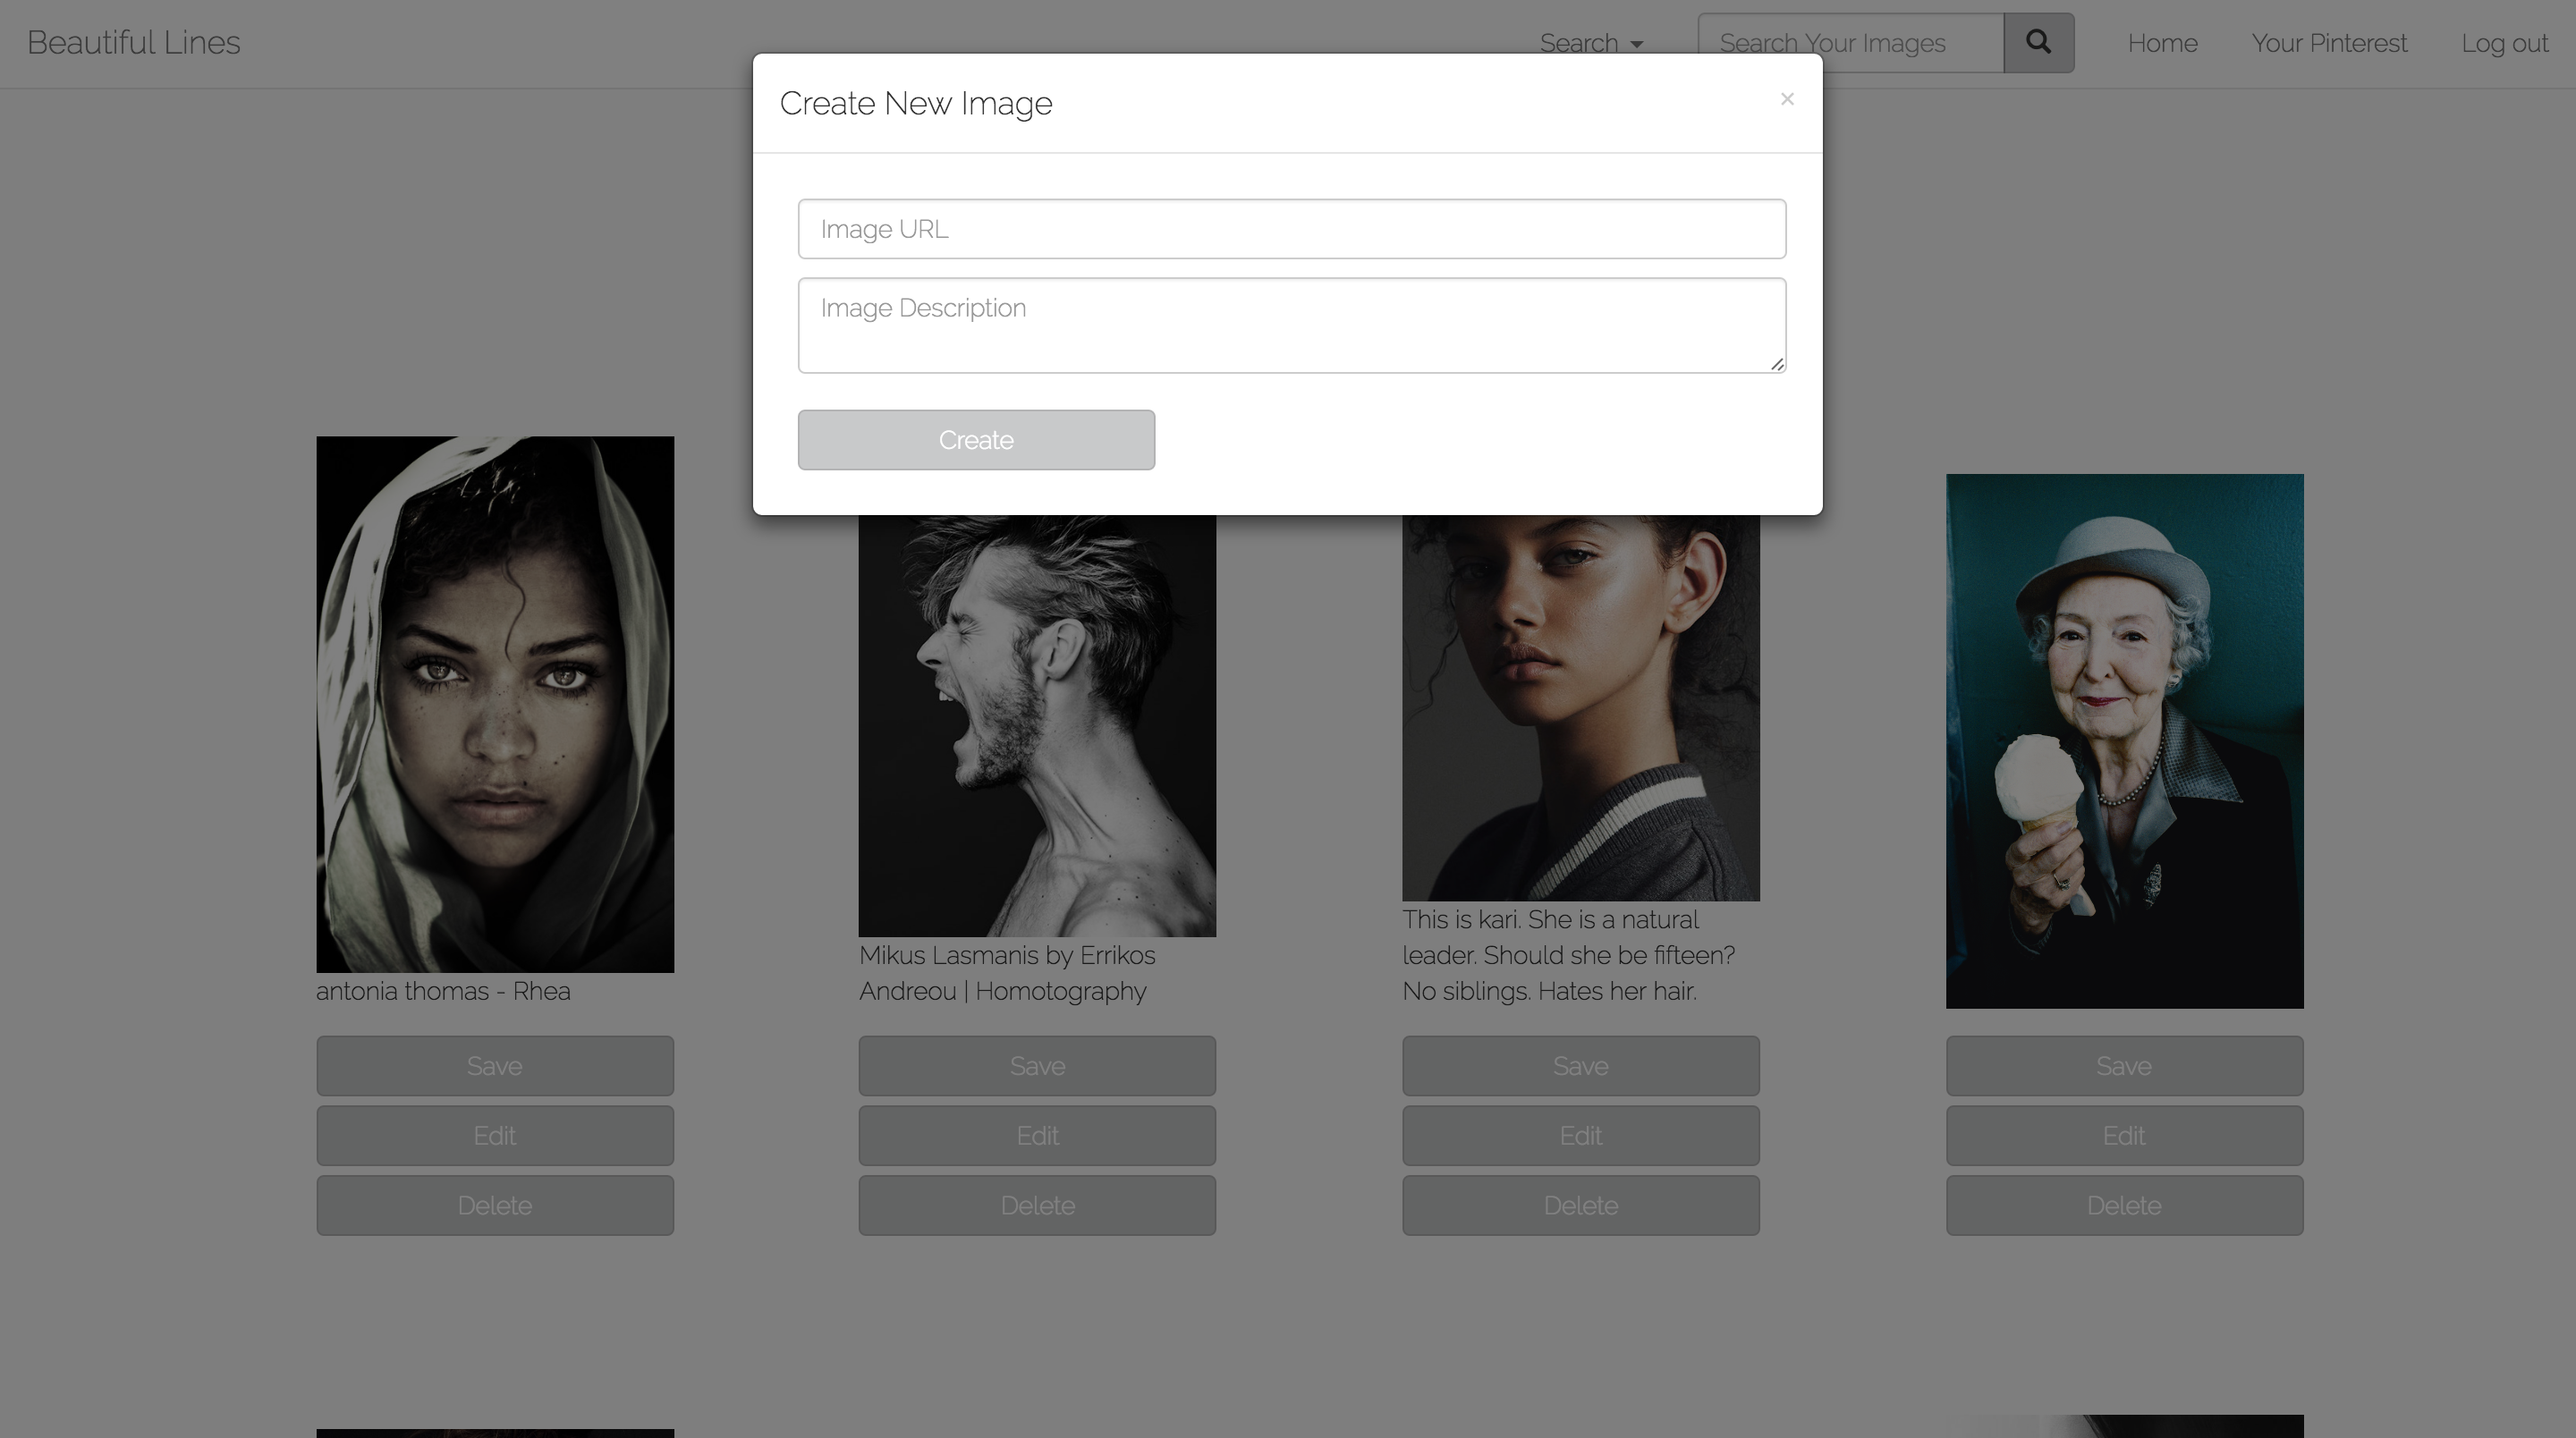 Beautiful Lines
Search
Search Your Images
Home
Your Pinterest
Log out
Create New Image
×
Image URL
Image Description
Create
antonia thomas - Rhea
Save
Edit
Delete
Mikus Lasmanis by Errikos
Andreou | Homotography
Save
Edit
Delete
This is kari. She is a natural
leader. Should she be fifteen?
No siblings. Hates her hair.
Save
Edit
Delete
Save
Edit
Delete